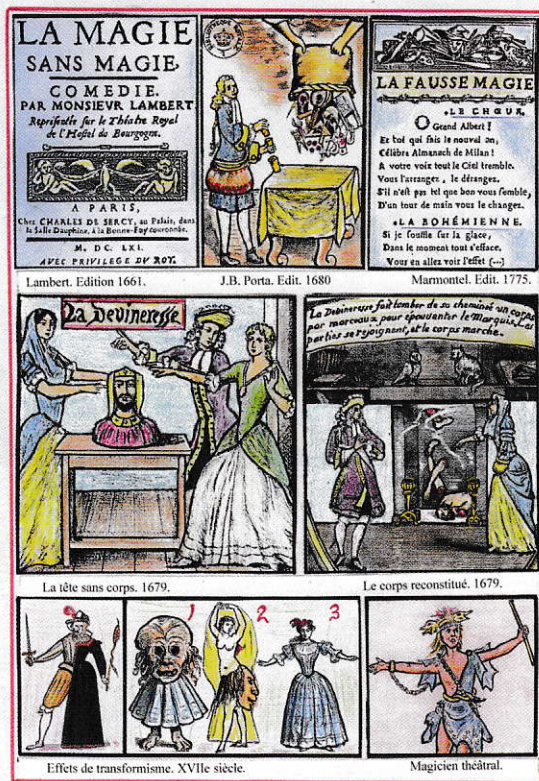 LA MAGIE
SANS MAGIE,
COMEDIE.
PAR MONSIEVR LAMBERT
Représentée sur le Théatre Royal
de l'Hostel de Bourgogne.
A PARIS,
Chez CHARLES DE SERCY, au Palais, dans
la Salle Dauphine, à la Bonne-Foy couronnée.
M. DC. LXI.
AVEC PRIVILEGE DV ROY.
Lambert. Edition 1661.
J.B. Porta. Edit. 1680
LA FAUSSE MAGIE
LE CHŒUR.
O Grand Albert !
Et toi qui fais le nouvel an,
Célèbre Almanach de Milan !
A votre voix tout le Ciel tremble.
Vous l'arrangez, le dérangez.
S'il n'est pas tel que bon vous semble,
D'un tour de main vous le changez.
LA BOHÉMIENNE.
Si je souffle sur la glace,
Dans le moment tout s'efface,
Vous en allez voir l'effet (---)
Marmontel. Edit. 1775.
La Devineresse
La tête sans corps. 1679.
La Devineresse fait tomber de sa cheminée un corps
par morceaux pour épouvanter le Marquis. Les
parties se rejoignent, et le corps marche.
Le corps reconstitué. 1679.
1 2 3
Effets de transformisme. XVIIe siècle.
Magicien théâtral.